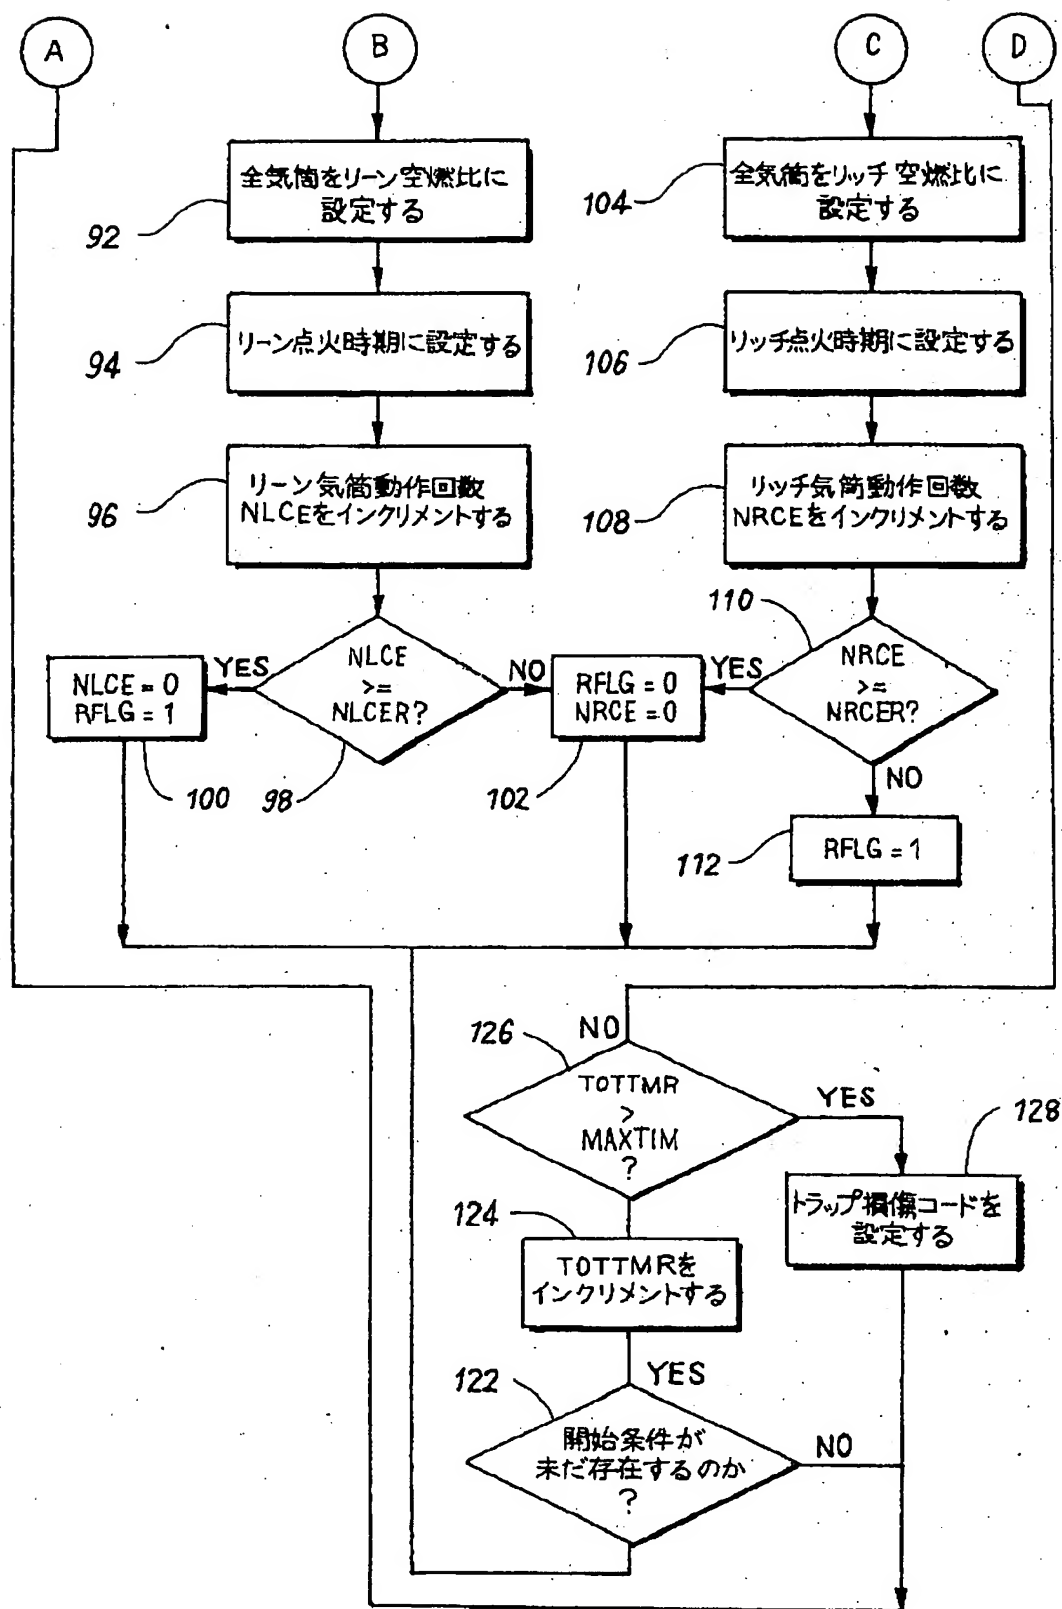 A
B
C
D
全気筒をリーン空燃比に
設定する
92
全気筒をリッチ空燃比に
設定する
104
リーン点火時期に設定する
94
リッチ点火時期に設定する
106
リーン気筒動作回数
NLCEをインクリメントする
96
リッチ気筒動作回数
NRCEをインクリメントする
108
110
NLCE = 0
RFLG = 1
YES
NLCE
>=
NLCER?
NO
RFLG = 0
NRCE = 0
YES
NRCE
>=
NRCER?
100
98
102
NO
112
RFLG = 1
126
NO
TOTTMR
>
MAXTIM
?
YES
128
トラップ損傷コードを
設定する
124
TOTTMRを
インクリメントする
122
YES
開始条件が
未だ存在するのか
?
NO